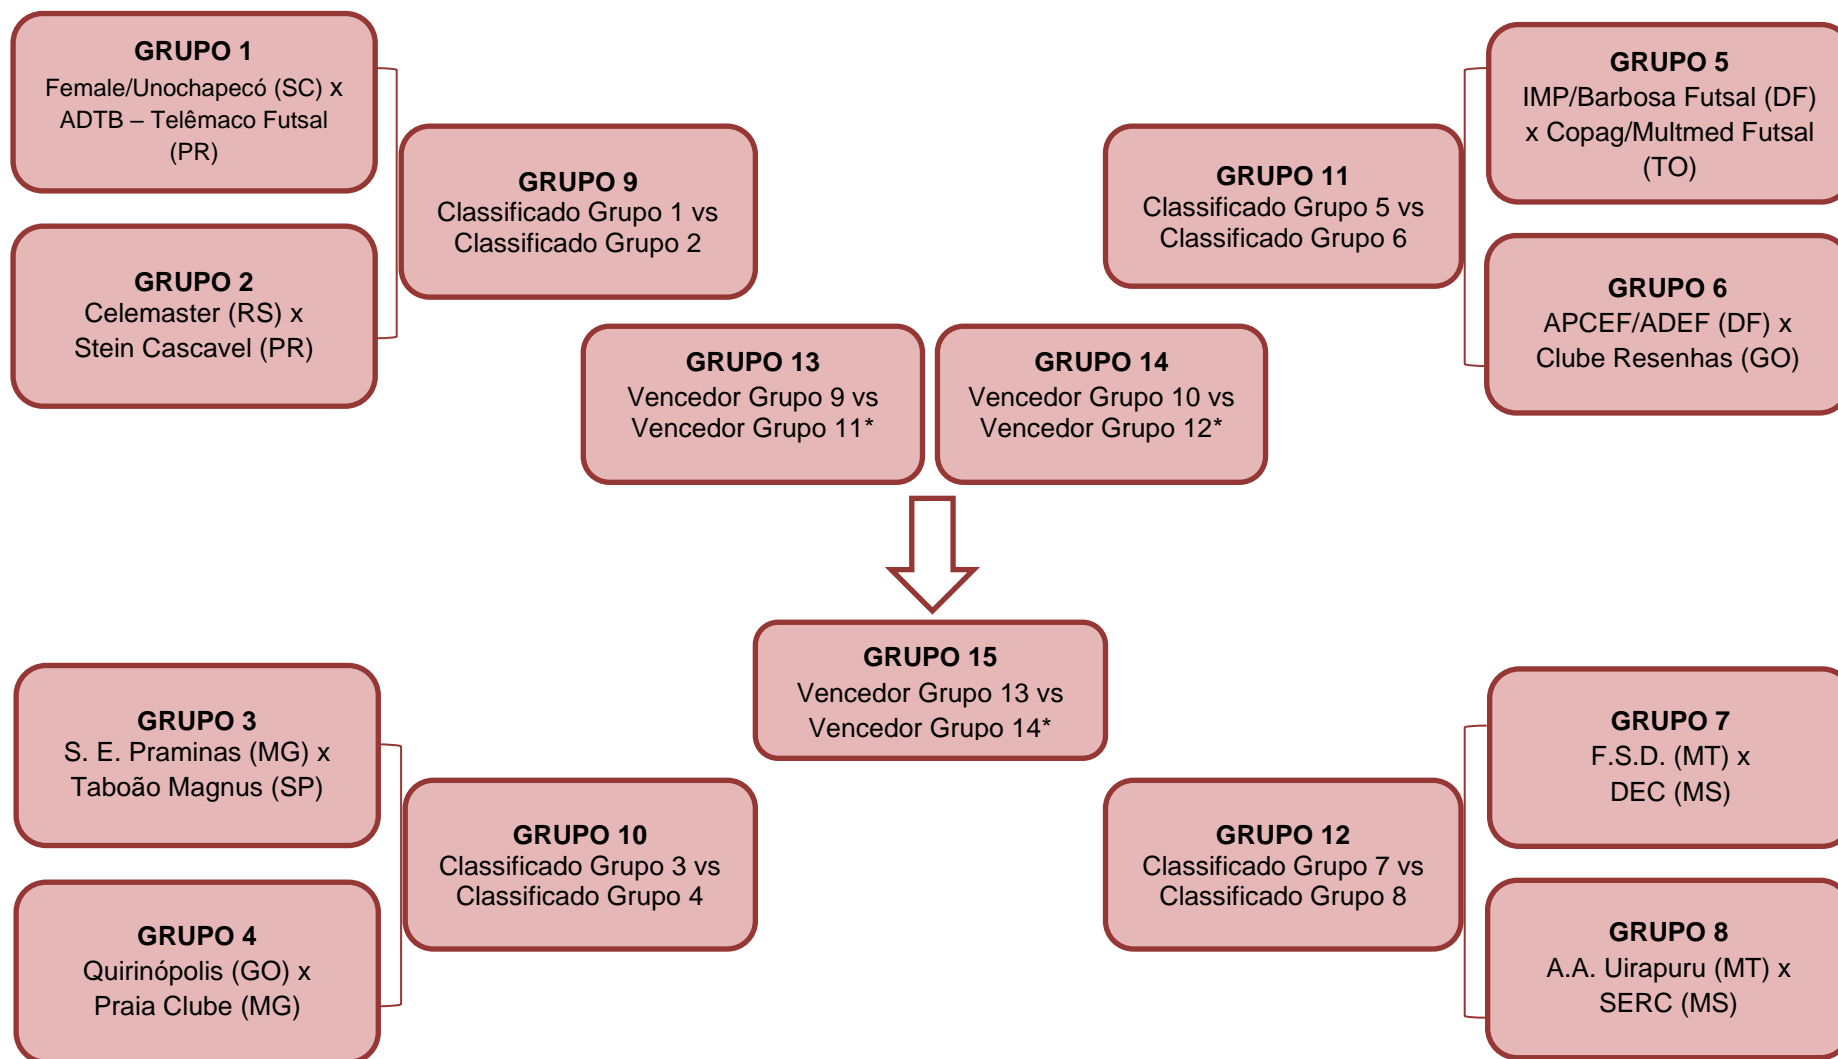 GRUPO 1
Female/Unochapecó (SC) x
ADTB – Telêmaco Futsal
(PR)
GRUPO 2
Celemaster (RS) x
Stein Cascavel (PR)
GRUPO 9
Classificado Grupo 1 vs
Classificado Grupo 2
GRUPO 11
Classificado Grupo 5 vs
Classificado Grupo 6
GRUPO 5
IMP/Barbosa Futsal (DF)
x Copag/Multmed Futsal
(TO)
GRUPO 6
APCEF/ADEF (DF) x
Clube Resenhas (GO)
GRUPO 13
Vencedor Grupo 9 vs
Vencedor Grupo 11*
GRUPO 14
Vencedor Grupo 10 vs
Vencedor Grupo 12*
GRUPO 15
Vencedor Grupo 13 vs
Vencedor Grupo 14*
GRUPO 3
S. E. Praminas (MG) x
Taboão Magnus (SP)
GRUPO 4
Quirinópolis (GO) x
Praia Clube (MG)
GRUPO 10
Classificado Grupo 3 vs
Classificado Grupo 4
GRUPO 12
Classificado Grupo 7 vs
Classificado Grupo 8
GRUPO 7
F.S.D. (MT) x
DEC (MS)
GRUPO 8
A.A. Uirapuru (MT) x
SERC (MS)